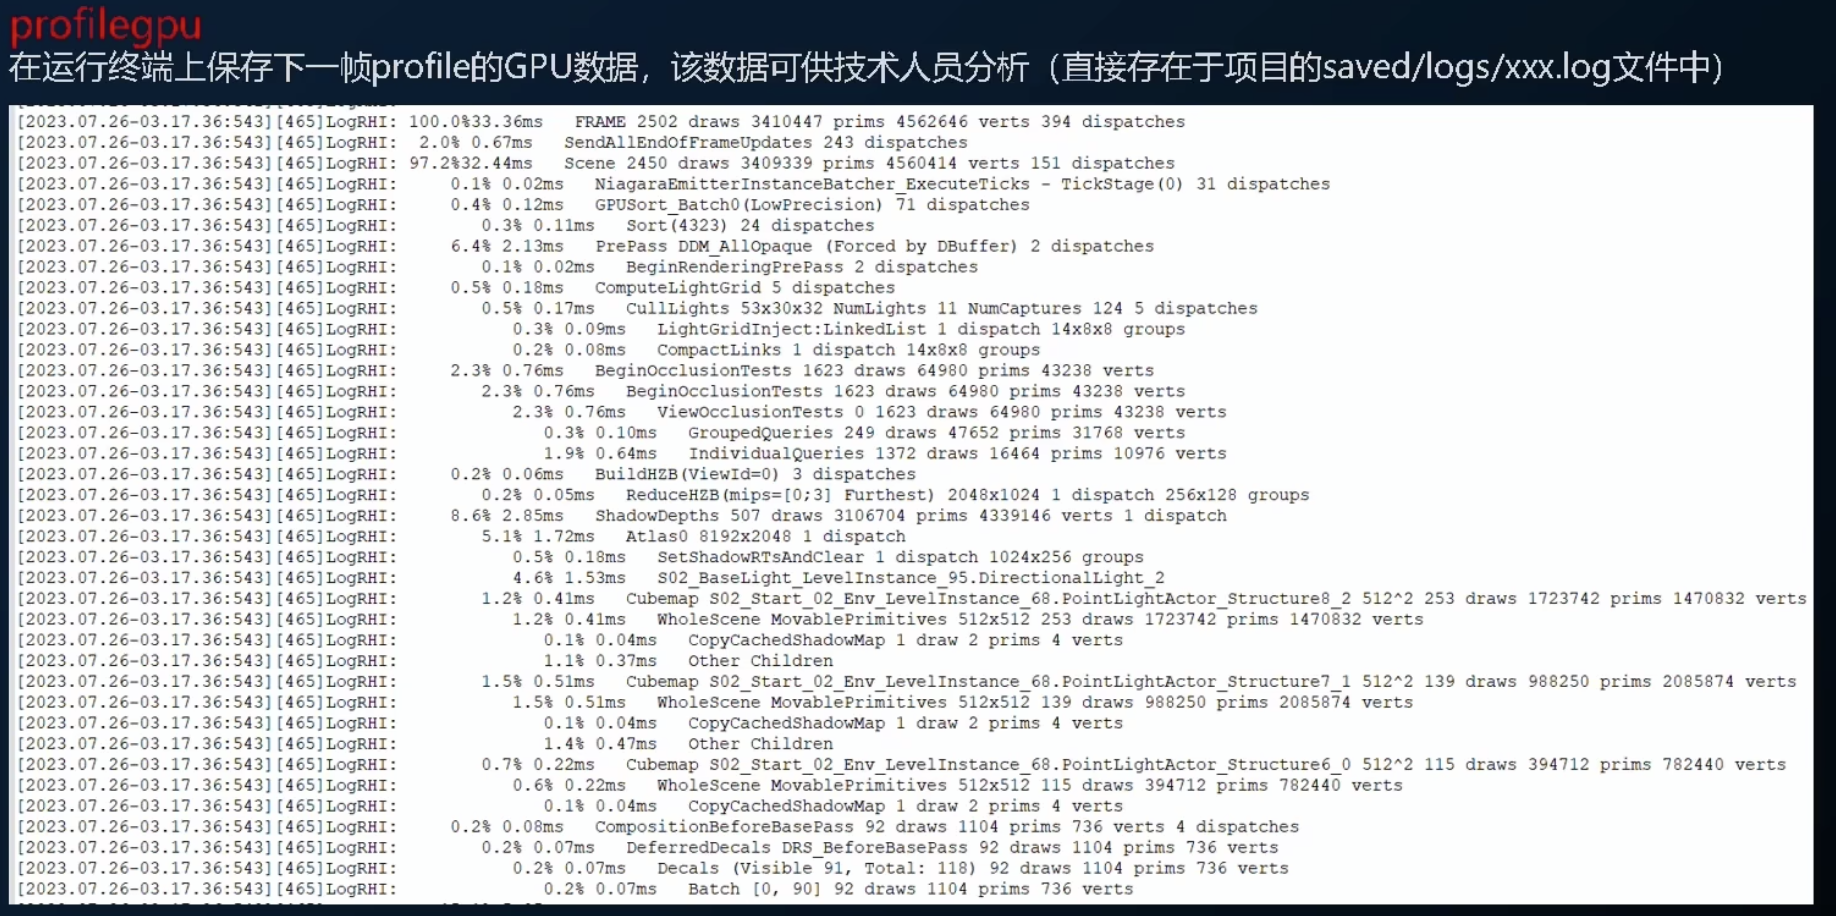 profilegpu
在运行终端上保存下一帧profile的GPU数据，该数据可供技术人员分析（直接存在于项目的saved/logs/xxx.log文件中）
[2023.07.26-03.17.36:543][465]LogRHI: 100.0%33.36ms   FRAME 2502 draws 3410447 prims 4562646 verts 394 dispatches
[2023.07.26-03.17.36:543][465]LogRHI:  2.0% 0.67ms   SendAllEndOfFrameUpdates 243 dispatches
[2023.07.26-03.17.36:543][465]LogRHI: 97.2%32.44ms   Scene 2450 draws 3409339 prims 4560414 verts 151 dispatches
[2023.07.26-03.17.36:543][465]LogRHI:     0.1% 0.02ms   NiagaraEmitterInstanceBatcher_ExecuteTicks - TickStage(0) 31 dispatches
[2023.07.26-03.17.36:543][465]LogRHI:     0.4% 0.12ms   GPUSort_Batch0(LowPrecision) 71 dispatches
[2023.07.26-03.17.36:543][465]LogRHI:        0.3% 0.11ms   Sort(4323) 24 dispatches
[2023.07.26-03.17.36:543][465]LogRHI:     6.4% 2.13ms   PrePass DDM_AllOpaque (Forced by DBuffer) 2 dispatches
[2023.07.26-03.17.36:543][465]LogRHI:        0.1% 0.02ms   BeginRenderingPrePass 2 dispatches
[2023.07.26-03.17.36:543][465]LogRHI:     0.5% 0.18ms   ComputeLightGrid 5 dispatches
[2023.07.26-03.17.36:543][465]LogRHI:        0.5% 0.17ms   CullLights 53x30x32 NumLights 11 NumCaptures 124 5 dispatches
[2023.07.26-03.17.36:543][465]LogRHI:           0.3% 0.09ms   LightGridInject:LinkedList 1 dispatch 14x8x8 groups
[2023.07.26-03.17.36:543][465]LogRHI:           0.2% 0.08ms   CompactLinks 1 dispatch 14x8x8 groups
[2023.07.26-03.17.36:543][465]LogRHI:     2.3% 0.76ms   BeginOcclusionTests 1623 draws 64980 prims 43238 verts
[2023.07.26-03.17.36:543][465]LogRHI:        2.3% 0.76ms   BeginOcclusionTests 1623 draws 64980 prims 43238 verts
[2023.07.26-03.17.36:543][465]LogRHI:           2.3% 0.76ms   ViewOcclusionTests 0 1623 draws 64980 prims 43238 verts
[2023.07.26-03.17.36:543][465]LogRHI:              0.3% 0.10ms   GroupedQueries 249 draws 47652 prims 31768 verts
[2023.07.26-03.17.36:543][465]LogRHI:              1.9% 0.64ms   IndividualQueries 1372 draws 16464 prims 10976 verts
[2023.07.26-03.17.36:543][465]LogRHI:     0.2% 0.06ms   BuildHZB(ViewId=0) 3 dispatches
[2023.07.26-03.17.36:543][465]LogRHI:        0.2% 0.05ms   ReduceHZB(mips=[0;3] Furthest) 2048x1024 1 dispatch 256x128 groups
[2023.07.26-03.17.36:543][465]LogRHI:     8.6% 2.85ms   ShadowDepths 507 draws 3106704 prims 4339146 verts 1 dispatch
[2023.07.26-03.17.36:543][465]LogRHI:        5.1% 1.72ms   Atlas0 8192x2048 1 dispatch
[2023.07.26-03.17.36:543][465]LogRHI:           0.5% 0.18ms   SetShadowRTsAndClear 1 dispatch 1024x256 groups
[2023.07.26-03.17.36:543][465]LogRHI:           4.6% 1.53ms   S02_BaseLight_LevelInstance_95.DirectionalLight_2
[2023.07.26-03.17.36:543][465]LogRHI:        1.2% 0.41ms   Cubemap S02_Start_02_Env_LevelInstance_68.PointLightActor_Structure8_2 512^2 253 draws 1723742 prims 1470832 verts
[2023.07.26-03.17.36:543][465]LogRHI:           1.2% 0.41ms   WholeScene MovablePrimitives 512x512 253 draws 1723742 prims 1470832 verts
[2023.07.26-03.17.36:543][465]LogRHI:              0.1% 0.04ms   CopyCachedShadowMap 1 draw 2 prims 4 verts
[2023.07.26-03.17.36:543][465]LogRHI:              1.1% 0.37ms   Other Children
[2023.07.26-03.17.36:543][465]LogRHI:        1.5% 0.51ms   Cubemap S02_Start_02_Env_LevelInstance_68.PointLightActor_Structure7_1 512^2 139 draws 988250 prims 2085874 verts
[2023.07.26-03.17.36:543][465]LogRHI:           1.5% 0.51ms   WholeScene MovablePrimitives 512x512 139 draws 988250 prims 2085874 verts
[2023.07.26-03.17.36:543][465]LogRHI:              0.1% 0.04ms   CopyCachedShadowMap 1 draw 2 prims 4 verts
[2023.07.26-03.17.36:543][465]LogRHI:              1.4% 0.47ms   Other Children
[2023.07.26-03.17.36:543][465]LogRHI:        0.7% 0.22ms   Cubemap S02_Start_02_Env_LevelInstance_68.PointLightActor_Structure6_0 512^2 115 draws 394712 prims 782440 verts
[2023.07.26-03.17.36:543][465]LogRHI:           0.6% 0.22ms   WholeScene MovablePrimitives 512x512 115 draws 394712 prims 782440 verts
[2023.07.26-03.17.36:543][465]LogRHI:              0.1% 0.04ms   CopyCachedShadowMap 1 draw 2 prims 4 verts
[2023.07.26-03.17.36:543][465]LogRHI:     0.2% 0.08ms   CompositionBeforeBasePass 92 draws 1104 prims 736 verts 4 dispatches
[2023.07.26-03.17.36:543][465]LogRHI:        0.2% 0.07ms   DeferredDecals DRS_BeforeBasePass 92 draws 1104 prims 736 verts
[2023.07.26-03.17.36:543][465]LogRHI:           0.2% 0.07ms   Decals (Visible 91, Total: 118) 92 draws 1104 prims 736 verts
[2023.07.26-03.17.36:543][465]LogRHI:              0.2% 0.07ms   Batch [0, 90] 92 draws 1104 prims 736 verts